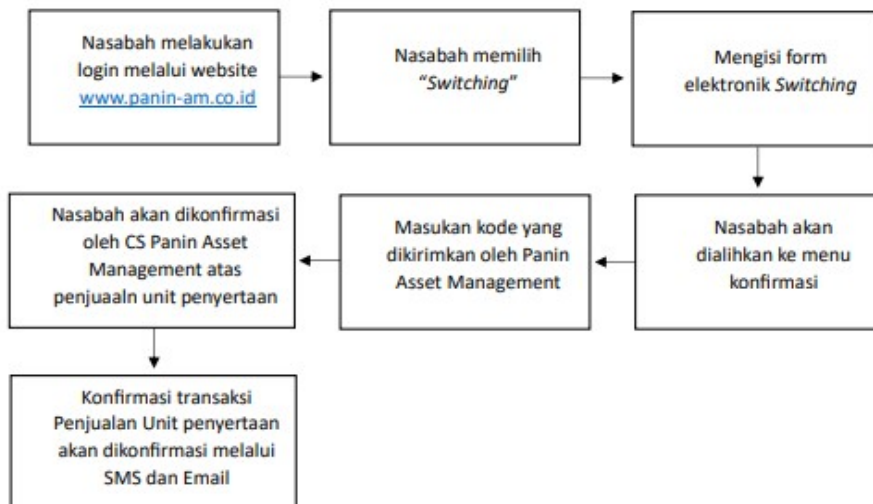 Nasabah melakukan
login melalui website
www.panin-am.co.id
Nasabah memilih
“Switching”
Mengisi form
elektronik Switching
Nasabah akan
dialihkan ke menu
konfirmasi
Masukan kode yang
dikirimkan oleh Panin
Asset Management
Nasabah akan dikonfirmasi
oleh CS Panin Asset
Management atas
penjuaaln unit penyertaan
Konfirmasi transaksi
Penjualan Unit penyertaan
akan dikonfirmasi melalui
SMS dan Email